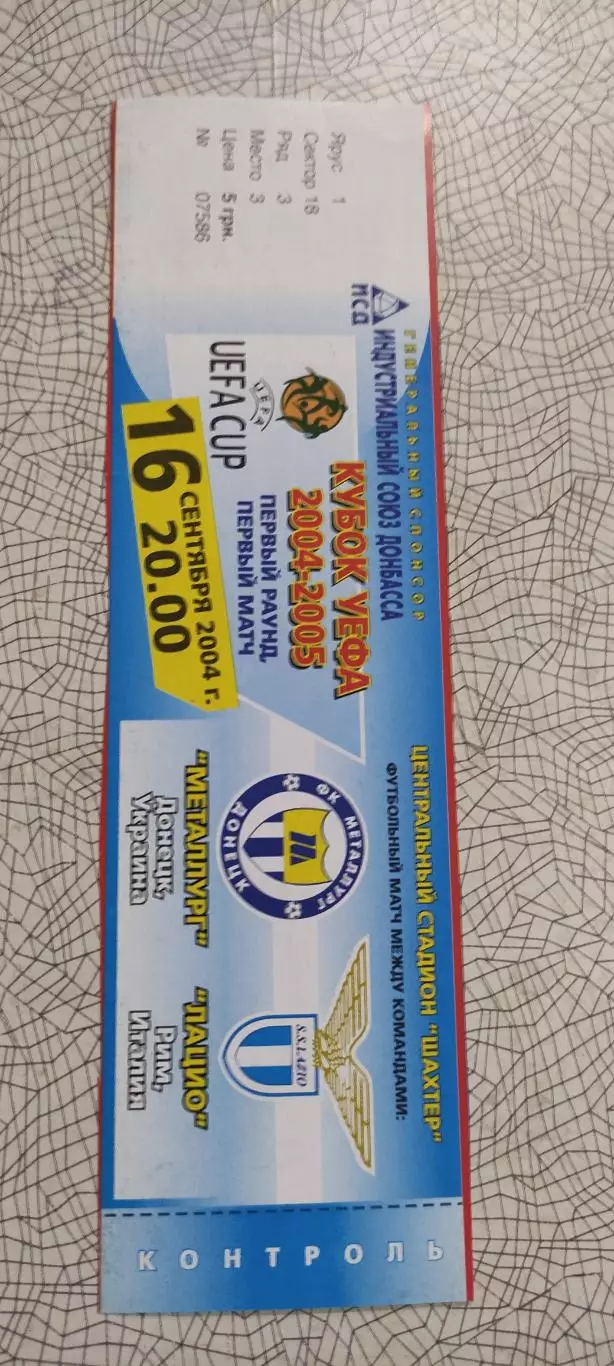 Ярус 1
Сектор 18
Ряд 3
Место 3
Цена 5 грн.
№ 07586
ГЕНЕРАЛЬНЫЙ СПОНСОР
ИСД
ИНДУСТРИАЛЬНЫЙ СОЮЗ ДОНБАССА
UEFA
UEFA CUP
КУБОК УЕФА
2004-2005
ПЕРВЫЙ РАУНД,
ПЕРВЫЙ МАТЧ
16 СЕНТЯБРЯ 2004 г.
20.00
ЦЕНТРАЛЬНЫЙ СТАДИОН "ШАХТЕР"
ФУТБОЛЬНЫЙ МАТЧ МЕЖДУ КОМАНДАМИ:
ФК МЕТАЛЛУРГ
ДОНЕЦК
"МЕТАЛЛУРГ"
Донецк,
Украина
S.S.LAZIO
"ЛАЦИО"
Рим,
Италия
КОНТРОЛЬ